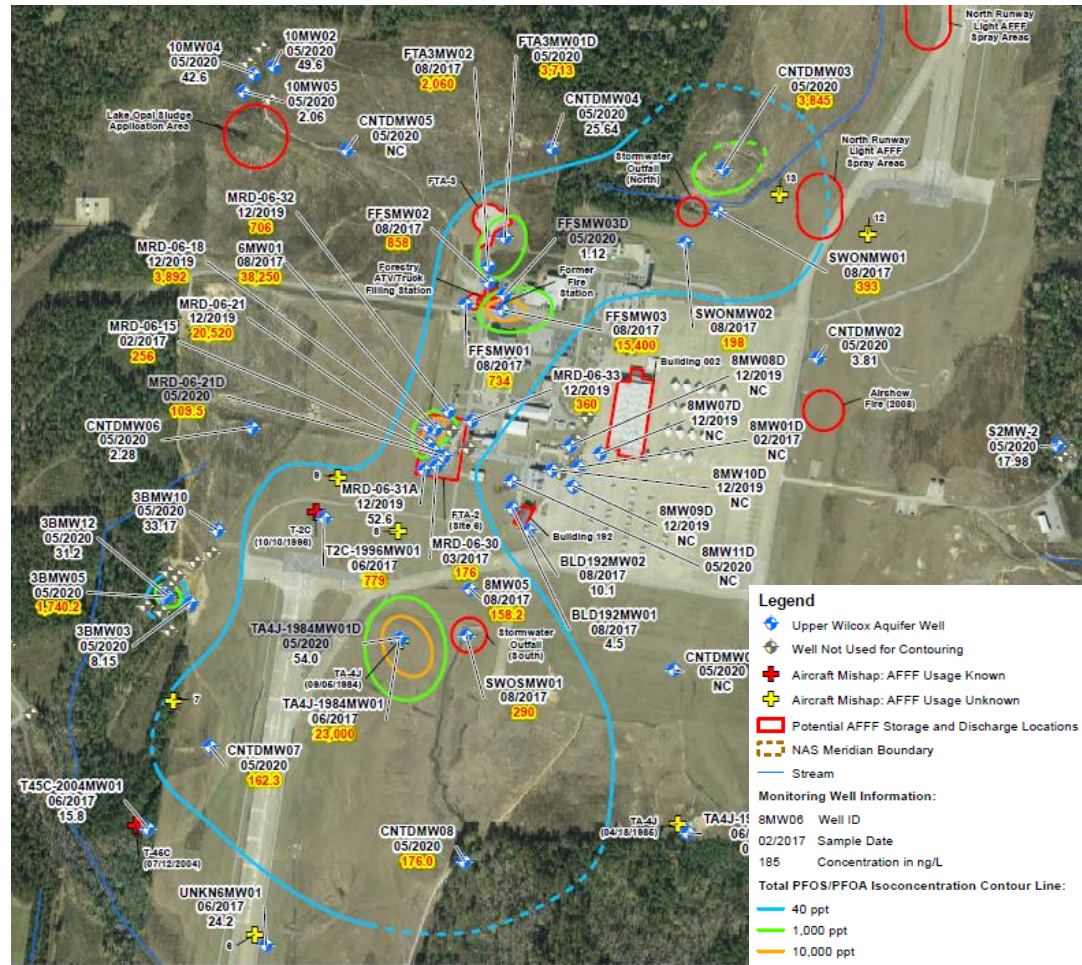 North Runway
Light AFFF
Spray Areas
10MW04
05/2020
42.6
10MW02
05/2020
49.6
FTA3MW02
08/2017
2,060
FTA3MW01D
05/2020
3,713
CNTDMW03
05/2020
3,845
10MW05
05/2020
2.06
CNTDMW04
05/2020
25.64
Lake Opal Sludge
Application Area
CNTDMW05
05/2020
NC
North Runway
Light AFFF
Spray Areas
Stormwater
Outfall
(North)
FTA-3
13
12
MRD-06-32
12/2019
706
FFSMW02
08/2017
858
FFSMW03D
05/2020
1.12
MRD-06-18
12/2019
3,892
6MW01
08/2017
38,250
SWONMW01
08/2017
393
Forestry
ATV/Truck
Filling Station
Former
Fire
Station
MRD-06-21
12/2019
20,520
SWONMW02
08/2017
198
FFSMW03
08/2017
15,400
CNTDMW02
05/2020
3.81
MRD-06-15
02/2017
256
FFSMW01
08/2017
734
Building 002
8MW08D
12/2019
NC
MRD-06-33
12/2019
360
MRD-06-21D
05/2020
109.5
Airshow
Fire (2008)
8MW07D
12/2019
NC
S2MW-2
05/2020
17.98
CNTDMW06
05/2020
2.28
8MW01D
02/2017
NC
9
8MW10D
12/2019
NC
MRD-06-31A
12/2019
52.6
3BMW10
05/2020
33.17
FTA-2
(Site 6)
8MW09D
12/2019
NC
3BMW12
05/2020
31.2
T-2C
(10/10/1996)
8
Building 192
MRD-06-30
03/2017
176
T2C-1996MW01
06/2017
779
8MW11D
05/2020
NC
BLD192MW02
08/2017
10.1
3BMW05
05/2020
1,740.2
8MW05
08/2017
158.2
BLD192MW01
08/2017
4.5
3BMW03
05/2020
8.15
TA4J-1984MW01D
05/2020
54.0
Stormwater
Outfall
(South)
TA-4J
(09/05/1984)
SWOSMW01
08/2017
290
05/2020
NC
7
TA4J-1984MW01
06/2017
23,000
CNTDMW07
05/2020
162.3
T45C-2004MW01
06/2017
15.8
T-45C
(07/12/2004)
CNTDMW08
05/2020
176.0
TA-4J
(04/18/1985)
UNKN6MW01
06/2017
24.2
6
Legend
Upper Wilcox Aquifer Well
Well Not Used for Contouring
Aircraft Mishap: AFFF Usage Known
Aircraft Mishap: AFFF Usage Unknown
Potential AFFF Storage and Discharge Locations
NAS Meridian Boundary
Stream
Monitoring Well Information:
8MW06 Well ID
02/2017 Sample Date
185 Concentration in ng/L
Total PFOS/PFOA Isoconcentration Contour Line:
40 ppt
1,000 ppt
10,000 ppt